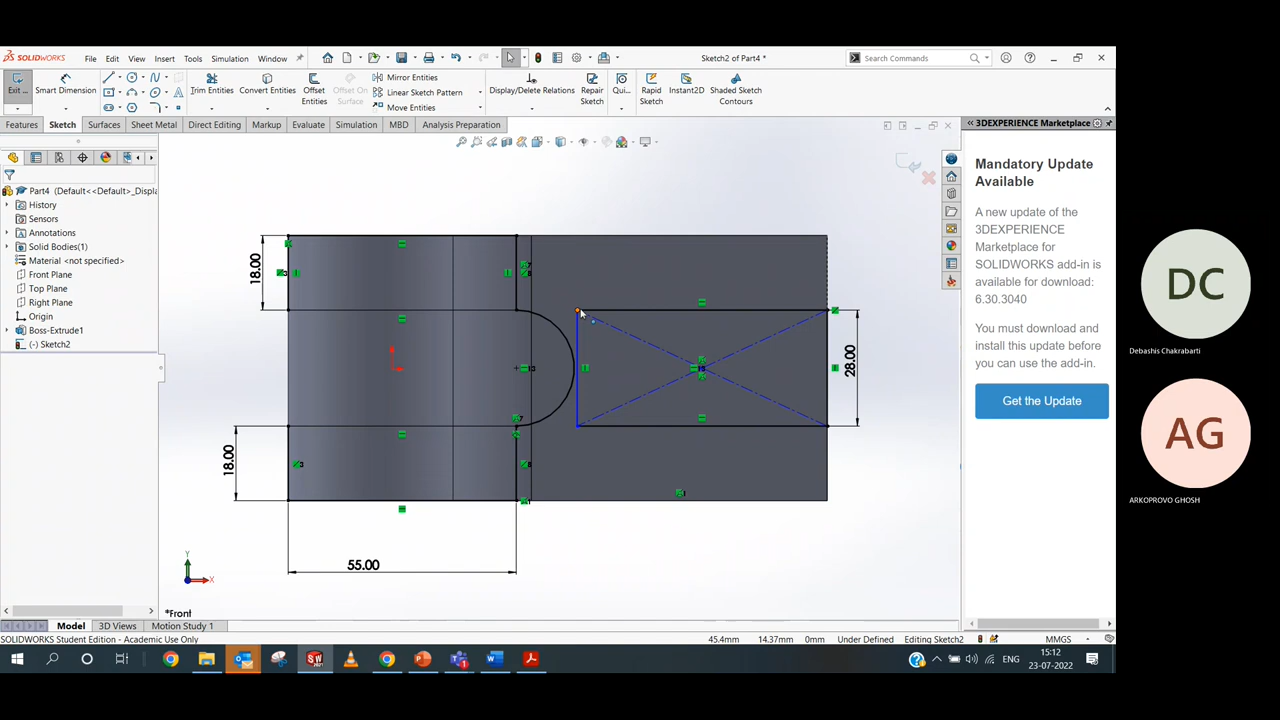 SOLIDWORKS File Edit View Insert Tools Simulation Window Sketch2 of Part4 * Search Commands
Exit ... Smart Dimension Trim Entities Convert Entities Offset Entities Offset On Surface Mirror Entities Linear Sketch Pattern Move Entities Display/Delete Relations Repair Sketch Qui... Rapid Sketch Instant2D Shaded Sketch Contours
Features Sketch Surfaces Sheet Metal Direct Editing Markup Evaluate Simulation MBD Analysis Preparation
3DEXPERIENCE Marketplace
Mandatory Update
Available
A new update of the
3DEXPERIENCE
Marketplace for
SOLIDWORKS add-in is
available for download:
6.30.3040
You must download and
install this update before
you can use the add-in.
Get the Update
Part4 (Default<<Default>_Displa
History
Sensors
Annotations
Solid Bodies(1)
Material <not specified>
Front Plane
Top Plane
Right Plane
Origin
Boss-Extrude1
(-) Sketch2
18.00
28.00
18.00
55.00
Y
X
*Front
Model 3D Views Motion Study 1
SOLIDWORKS Student Edition - Academic Use Only 45.4mm 14.37mm 0mm Under Defined Editing Sketch2 MMGS
ENG 15:12
23-07-2022
DC
Debashis Chakrabarti
AG
ARKOPROVO GHOSH